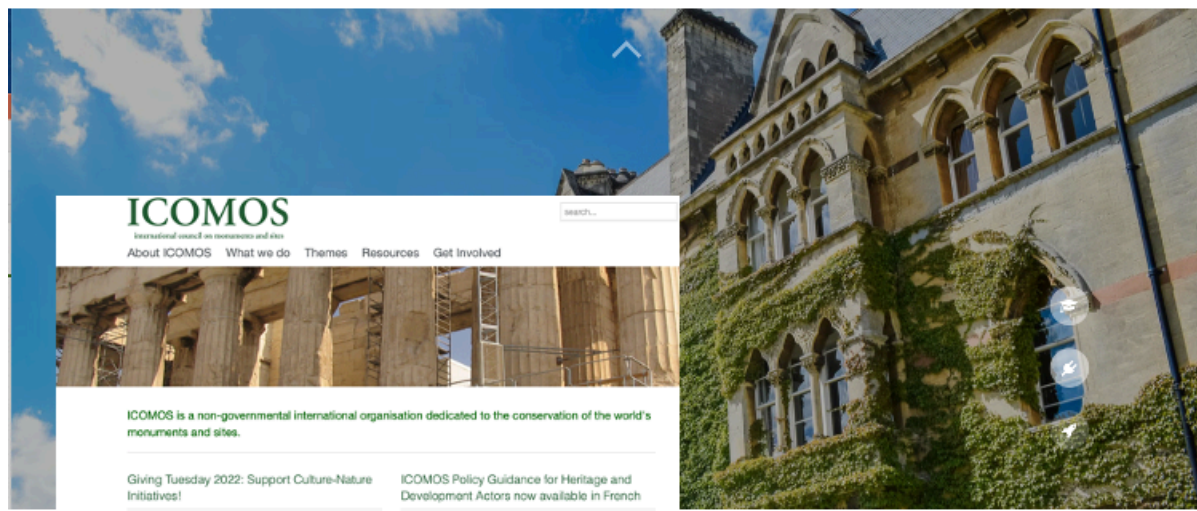 ICOMOS
international council on monuments and sites
search...
About ICOMOS What we do Themes Resources Get Involved
ICOMOS is a non-governmental international organisation dedicated to the conservation of the world's
monuments and sites.
Giving Tuesday 2022: Support Culture-Nature
Initiatives!
ICOMOS Policy Guidance for Heritage and
Development Actors now available in French